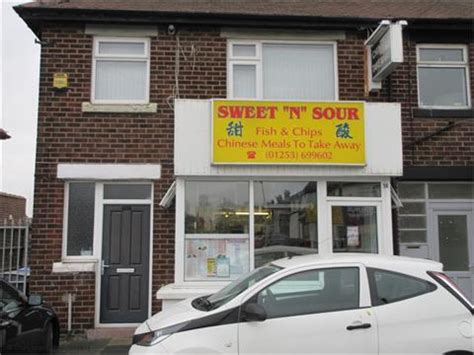 SWEET "N" SOUR
甜 酸
Fish & Chips
Chinese Meals To Take Away
☎ (01253) 699602